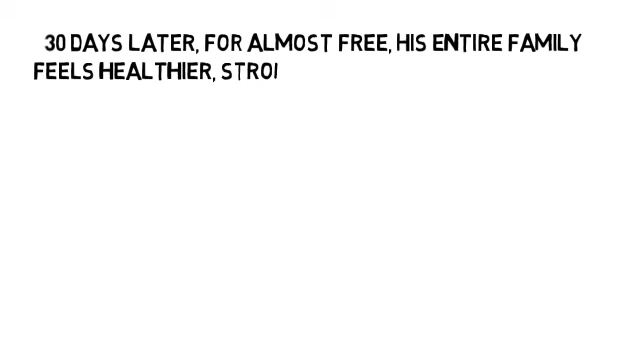 30 DAYS LATER, FOR ALMOST FREE, HIS ENTIRE FAMILY
FEELS HEALTHIER,